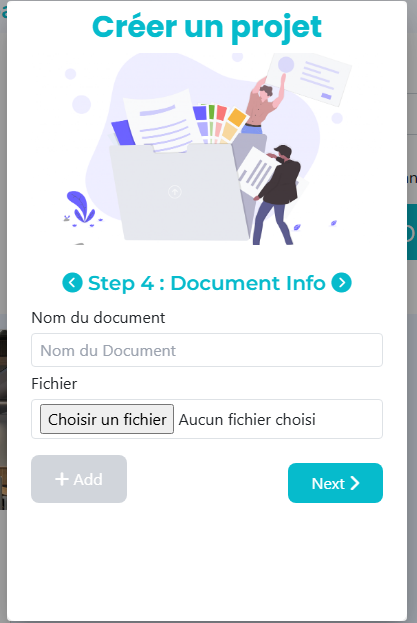 Créer un projet
Step 4 : Document Info
Nom du document
Nom du Document
Fichier
Choisir un fichier Aucun fichier choisi
+ Add
Next